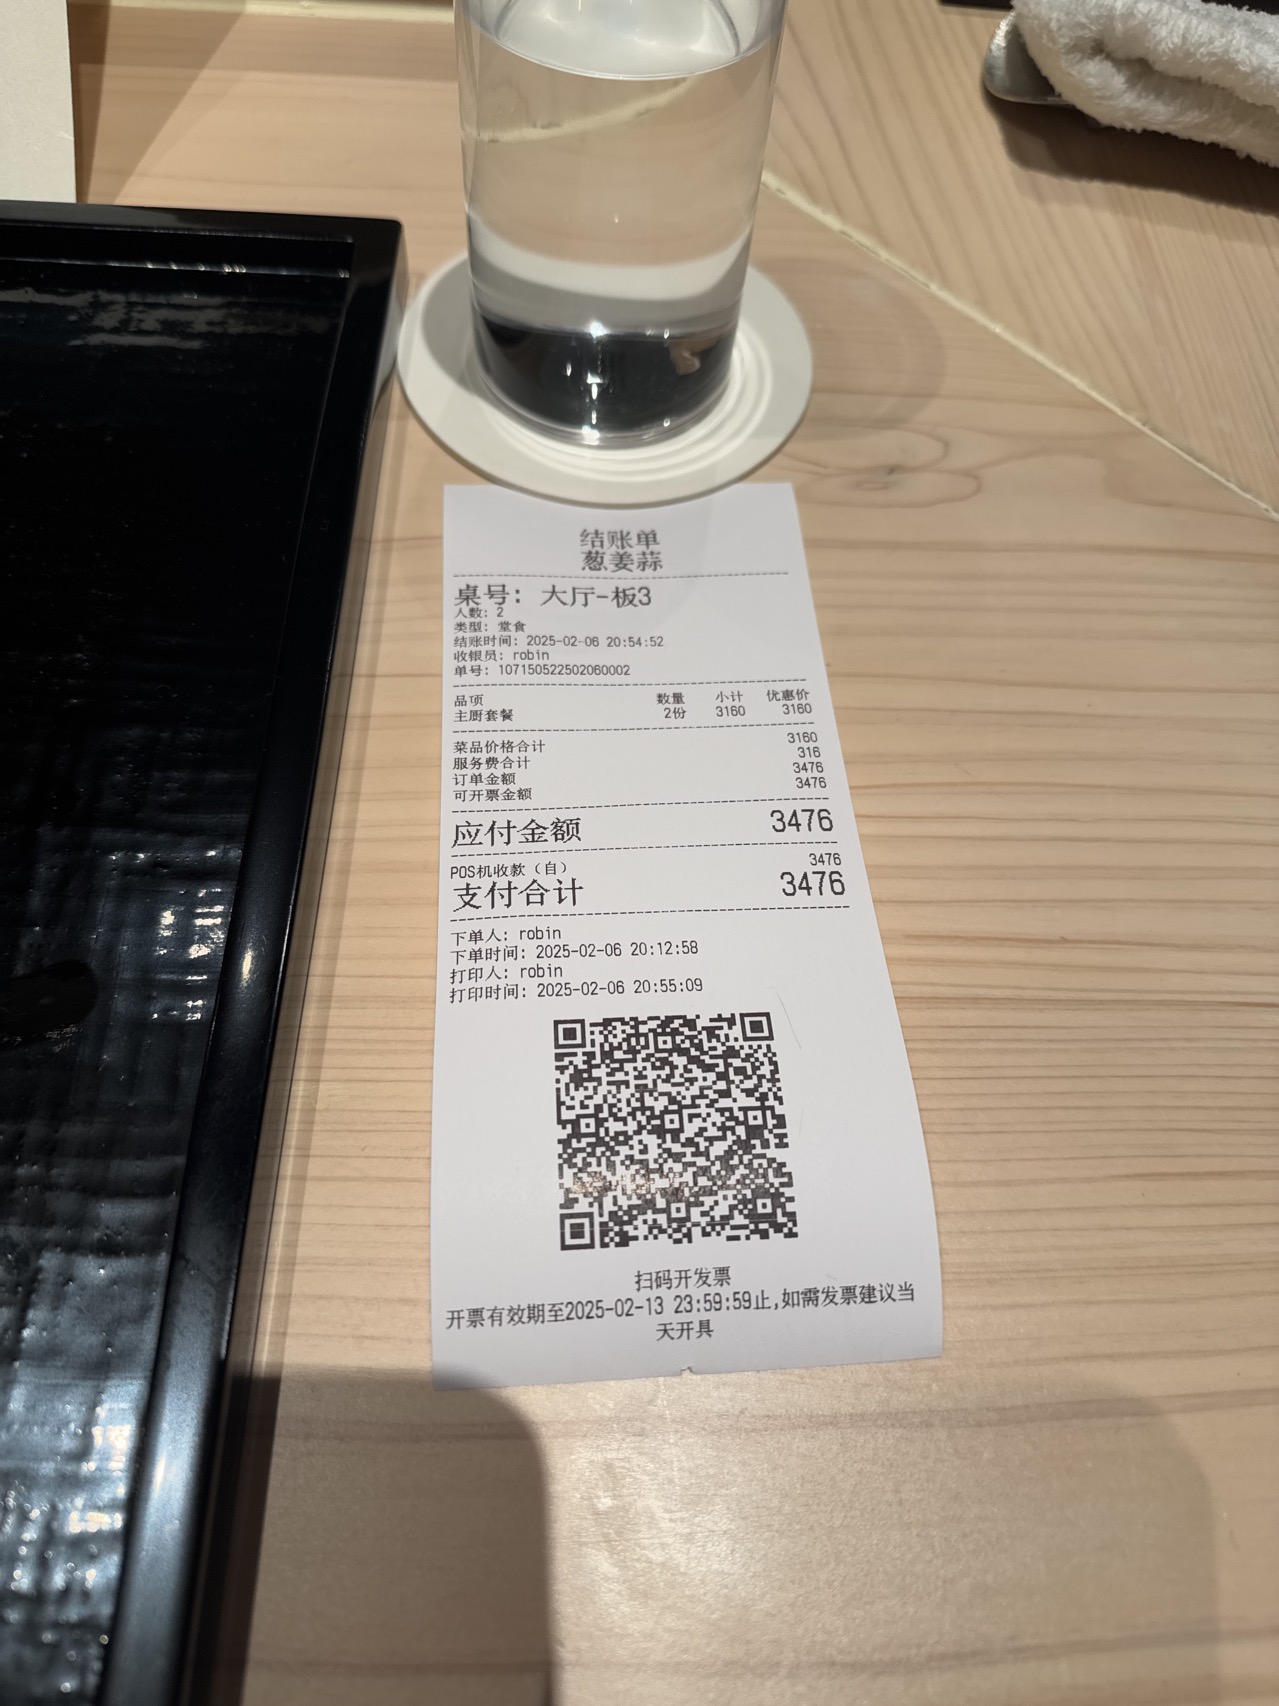 结账单
葱姜蒜
桌号: 大厅-板3
人数: 2
类型: 堂食
结账时间: 2025-02-06 20:54:52
收银员: robin
单号: 107150522502060002
品项 数量 小计 优惠价
主厨套餐 2份 3160 3160
菜品价格合计 3160
服务费合计 316
订单金额 3476
可开票金额 3476
应付金额 3476
POS机收款（自） 3476
支付合计 3476
下单人: robin
下单时间: 2025-02-06 20:12:58
打印人: robin
打印时间: 2025-02-06 20:55:09
扫码开发票
开票有效期至2025-02-13 23:59:59止,如需发票建议当
天开具